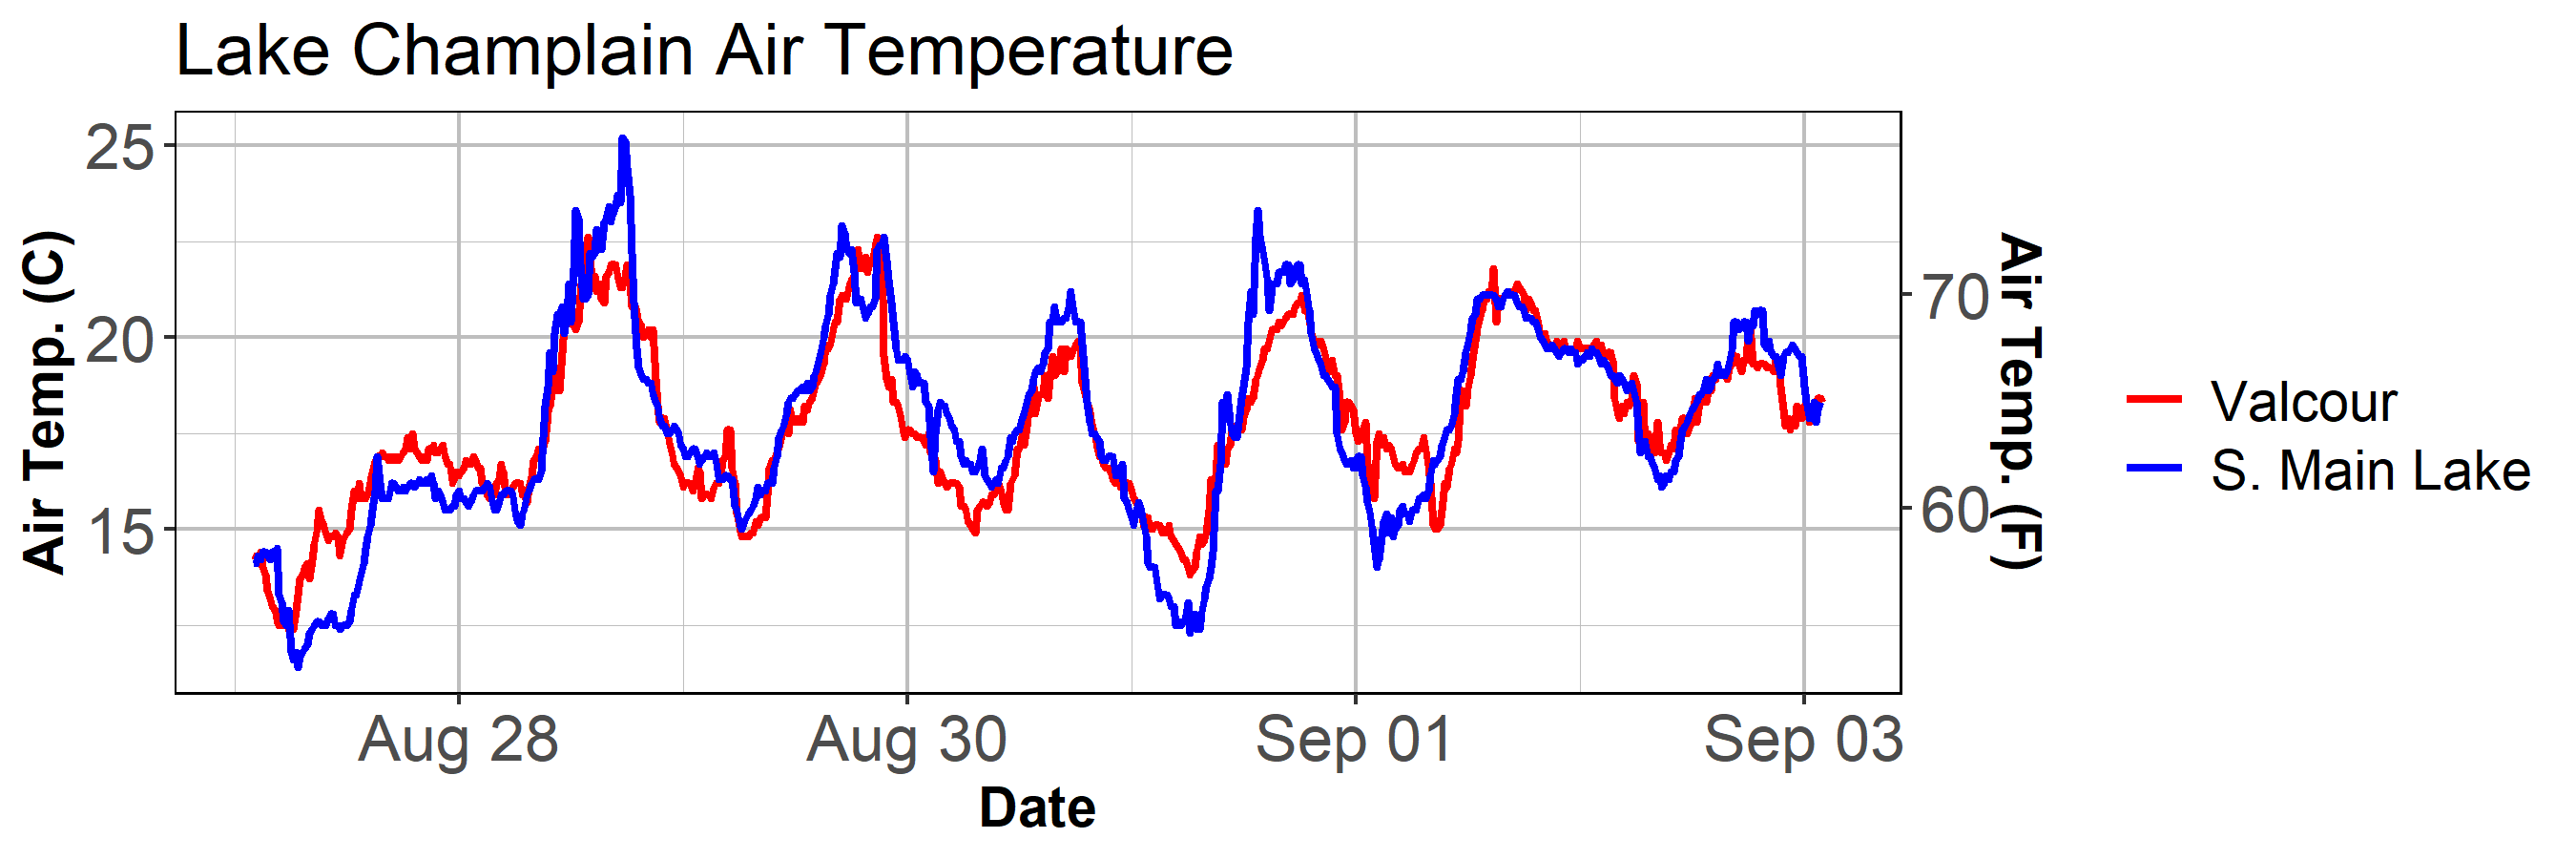 Lake Champlain Air Temperature
Air Temp. (C)
25
20
15
Aug 28
Aug 30
Sep 01
Sep 03
Date
70
60
Air Temp. (F)
Valcour
S. Main Lake